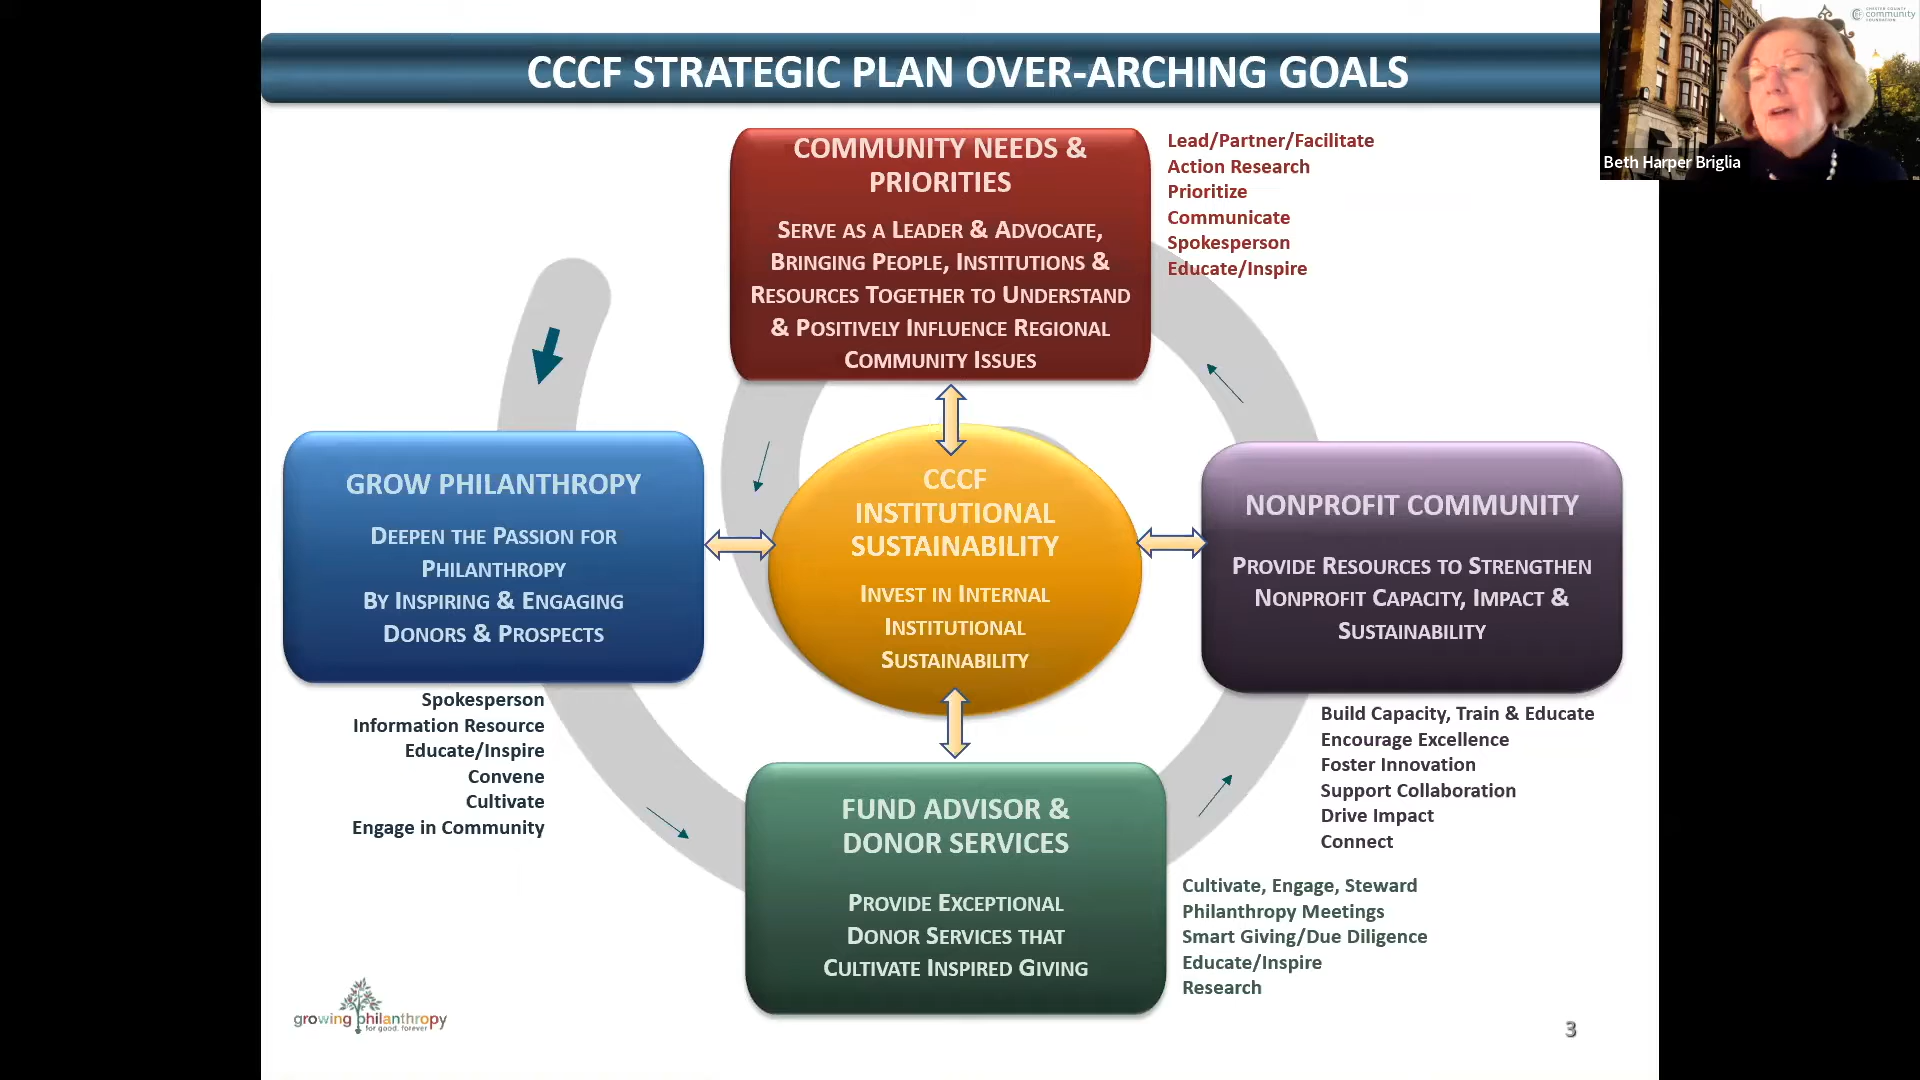 CCCF STRATEGIC PLAN OVER-ARCHING GOALS
CHESTER COUNTY
community
FOUNDATION
Beth Harper Briglia
COMMUNITY NEEDS &
PRIORITIES
SERVE AS A LEADER & ADVOCATE,
BRINGING PEOPLE, INSTITUTIONS &
RESOURCES TOGETHER TO UNDERSTAND
& POSITIVELY INFLUENCE REGIONAL
COMMUNITY ISSUES
Lead/Partner/Facilitate
Action Research
Prioritize
Communicate
Spokesperson
Educate/Inspire
GROW PHILANTHROPY
DEEPEN THE PASSION FOR
PHILANTHROPY
BY INSPIRING & ENGAGING
DONORS & PROSPECTS
Spokesperson
Information Resource
Educate/Inspire
Convene
Cultivate
Engage in Community
CCCF
INSTITUTIONAL
SUSTAINABILITY
INVEST IN INTERNAL
INSTITUTIONAL
SUSTAINABILITY
NONPROFIT COMMUNITY
PROVIDE RESOURCES TO STRENGTHEN
NONPROFIT CAPACITY, IMPACT &
SUSTAINABILITY
Build Capacity, Train & Educate
Encourage Excellence
Foster Innovation
Support Collaboration
Drive Impact
Connect
FUND ADVISOR &
DONOR SERVICES
PROVIDE EXCEPTIONAL
DONOR SERVICES THAT
CULTIVATE INSPIRED GIVING
Cultivate, Engage, Steward
Philanthropy Meetings
Smart Giving/Due Diligence
Educate/Inspire
Research
growing philanthropy
for good. forever.
3